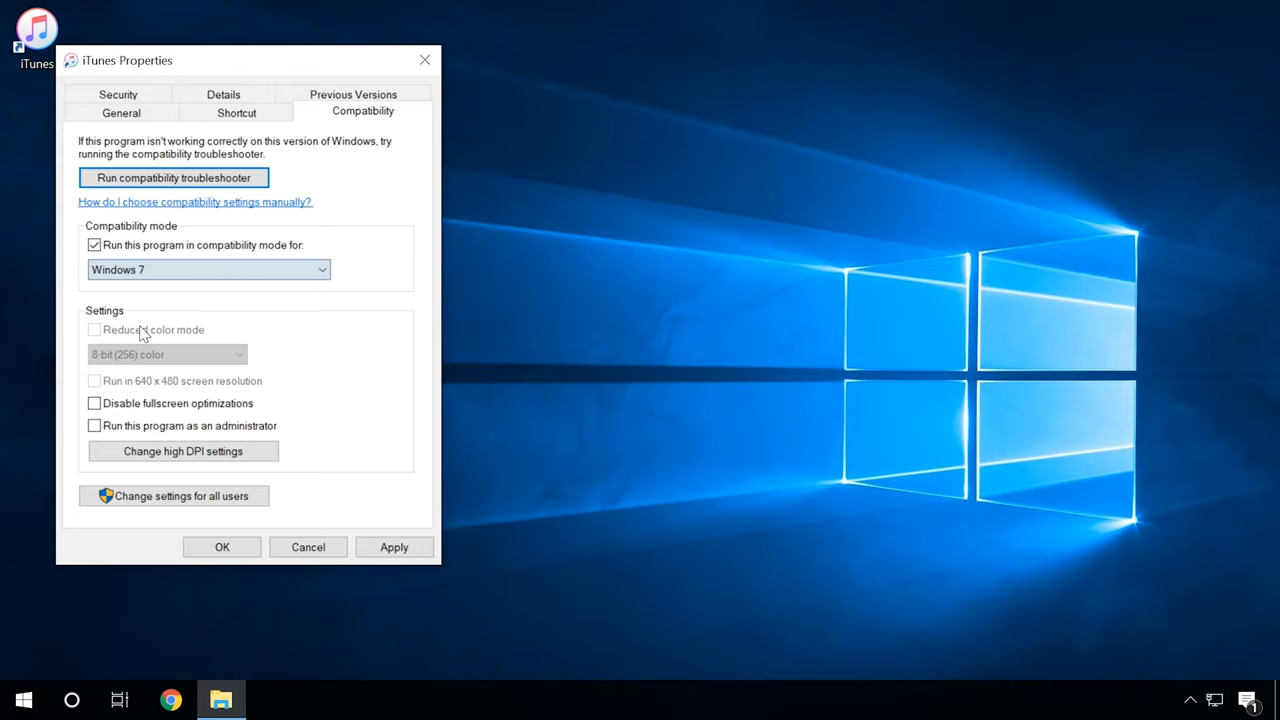 iTunes
iTunes Properties
Security
Details
Previous Versions
General
Shortcut
Compatibility
If this program isn't working correctly on this version of Windows, try
running the compatibility troubleshooter.
Run compatibility troubleshooter
How do I choose compatibility settings manually?
Compatibility mode
Run this program in compatibility mode for:
Windows 7
Settings
Reduced color mode
8-bit (256) color
Run in 640 x 480 screen resolution
Disable fullscreen optimizations
Run this program as an administrator
Change high DPI settings
Change settings for all users
OK
Cancel
Apply
1